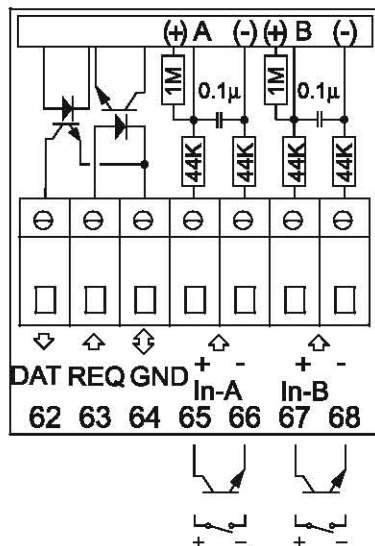 (+) A (-) (+) B (-)
1M 0.1µ 1M 0.1µ
44K 44K 44K 44K
DAT REQ GND + - + -
In-A In-B
62 63 64 65 66 67 68
+ - + -